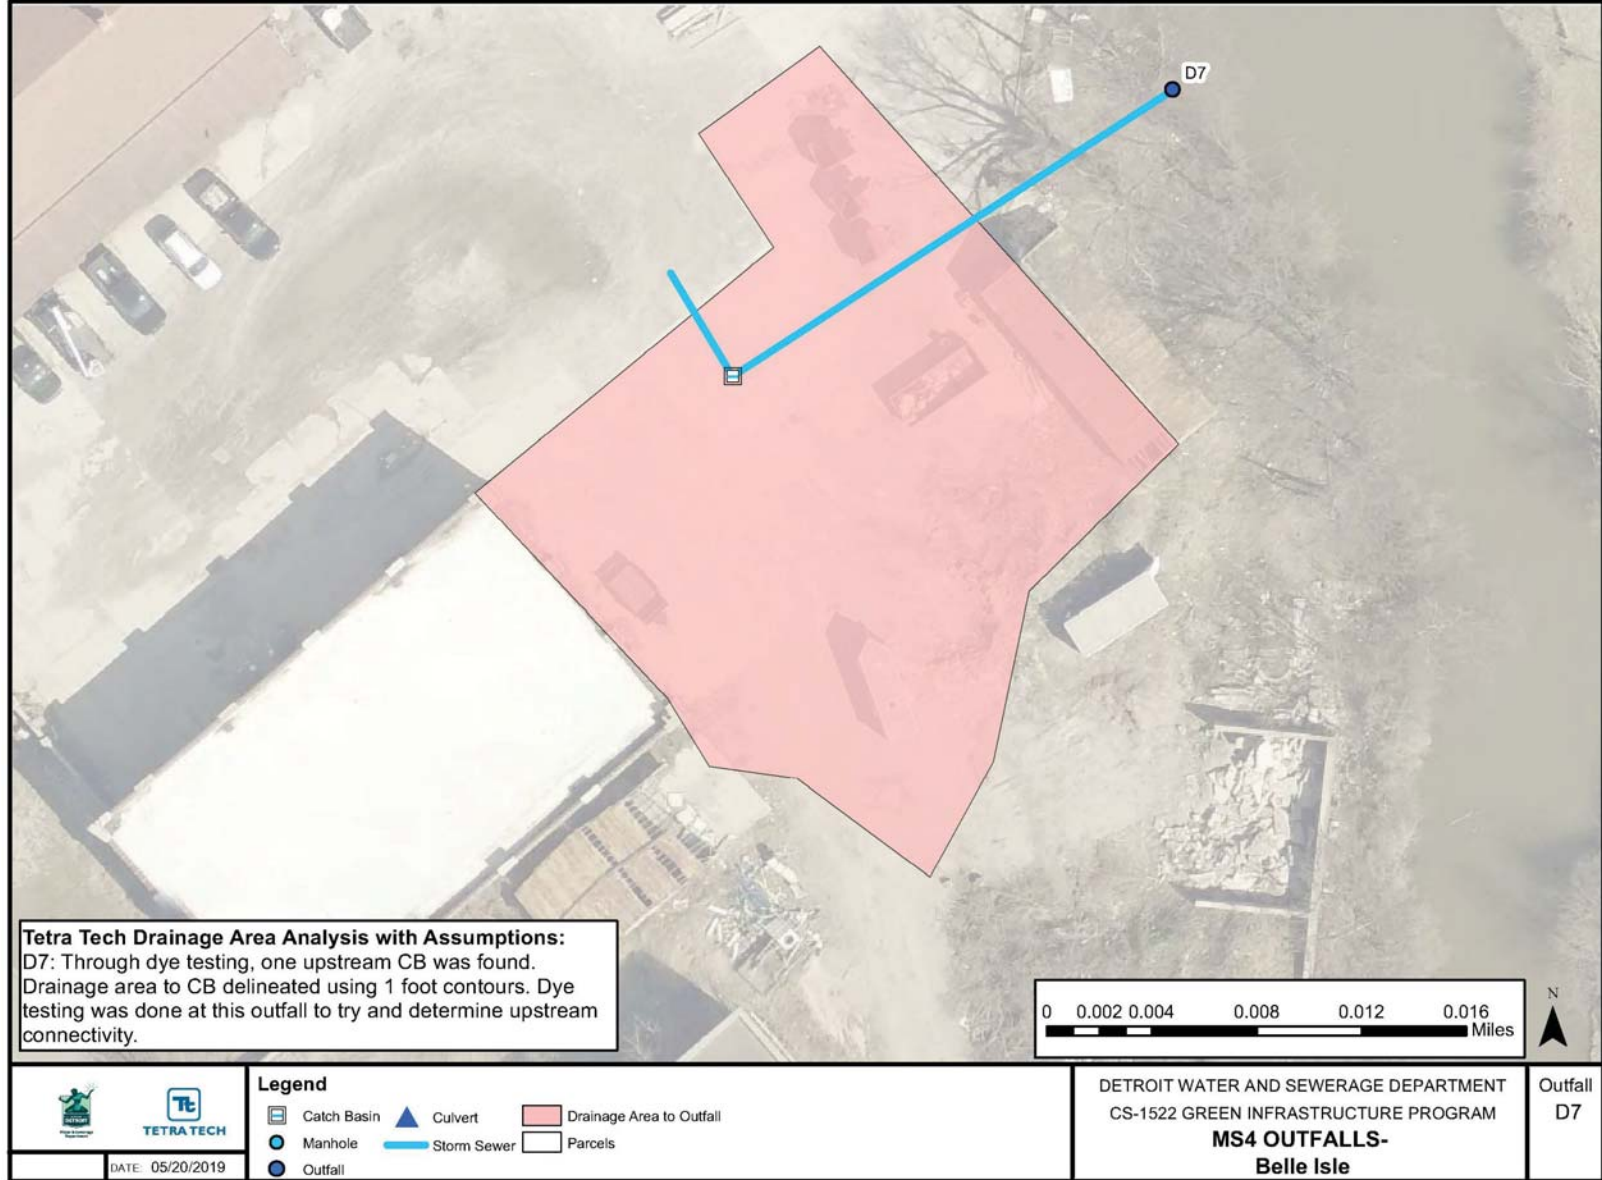 D7
Tetra Tech Drainage Area Analysis with Assumptions:
D7: Through dye testing, one upstream CB was found.
Drainage area to CB delineated using 1 foot contours. Dye
testing was done at this outfall to try and determine upstream
connectivity.
0 0.002 0.004 0.008 0.012 0.016
Miles
N
DETROIT
TETRA TECH
DATE: 05/20/2019
Legend
Catch Basin
Manhole
Outfall
Culvert
Storm Sewer
Drainage Area to Outfall
Parcels
DETROIT WATER AND SEWERAGE DEPARTMENT
CS-1522 GREEN INFRASTRUCTURE PROGRAM
MS4 OUTFALLS-
Belle Isle
Outfall
D7